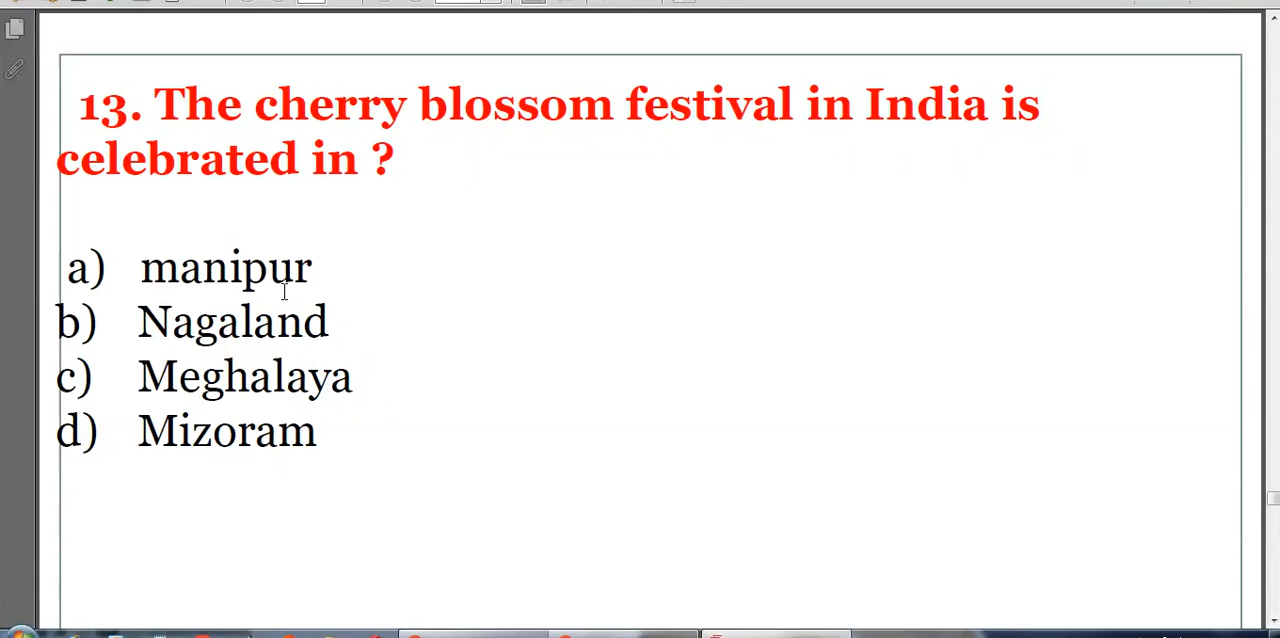 13. The cherry blossom festival in India is
celebrated in ?
a) manipur
b) Nagaland
c) Meghalaya
d) Mizoram